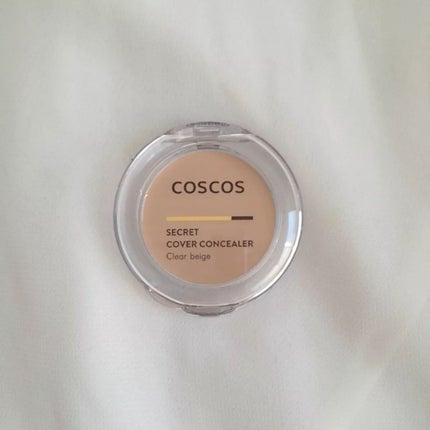 COSCOS
SECRET
COVER CONCEALER
Clear beige